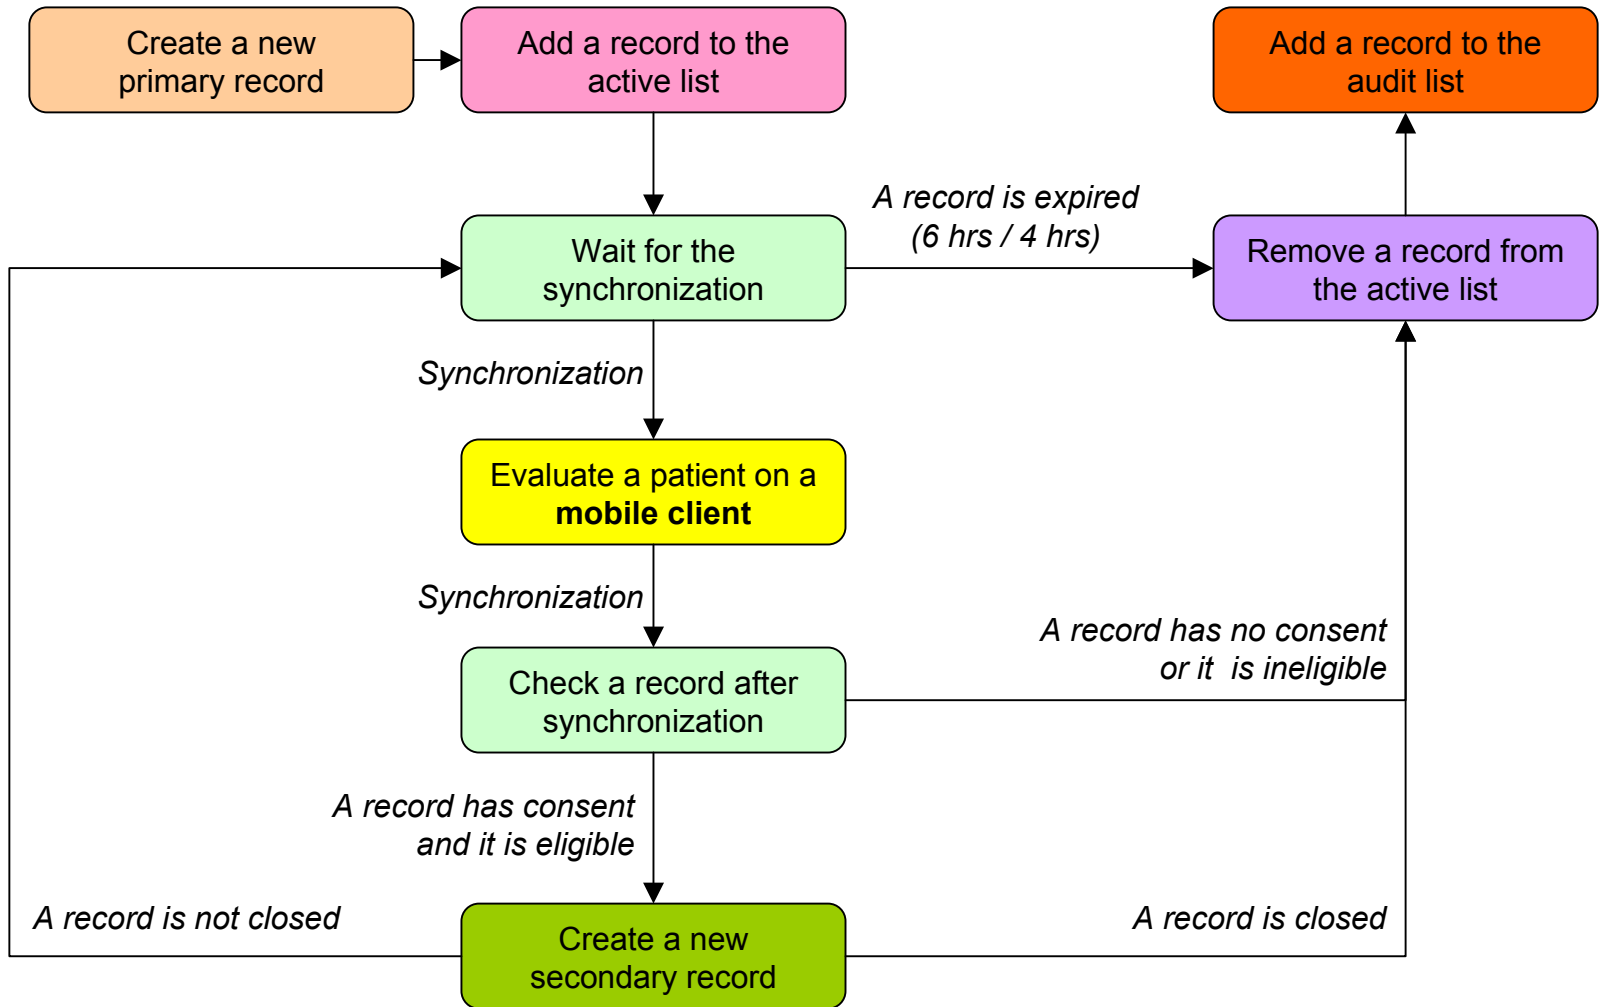 Create a new
primary record
Add a record to the
active list
Add a record to the
audit list
A record is expired
(6 hrs / 4 hrs)
Wait for the
synchronization
Remove a record from
the active list
Synchronization
Evaluate a patient on a
mobile client
Synchronization
A record has no consent
or it is ineligible
Check a record after
synchronization
A record has consent
and it is eligible
A record is not closed
A record is closed
Create a new
secondary record